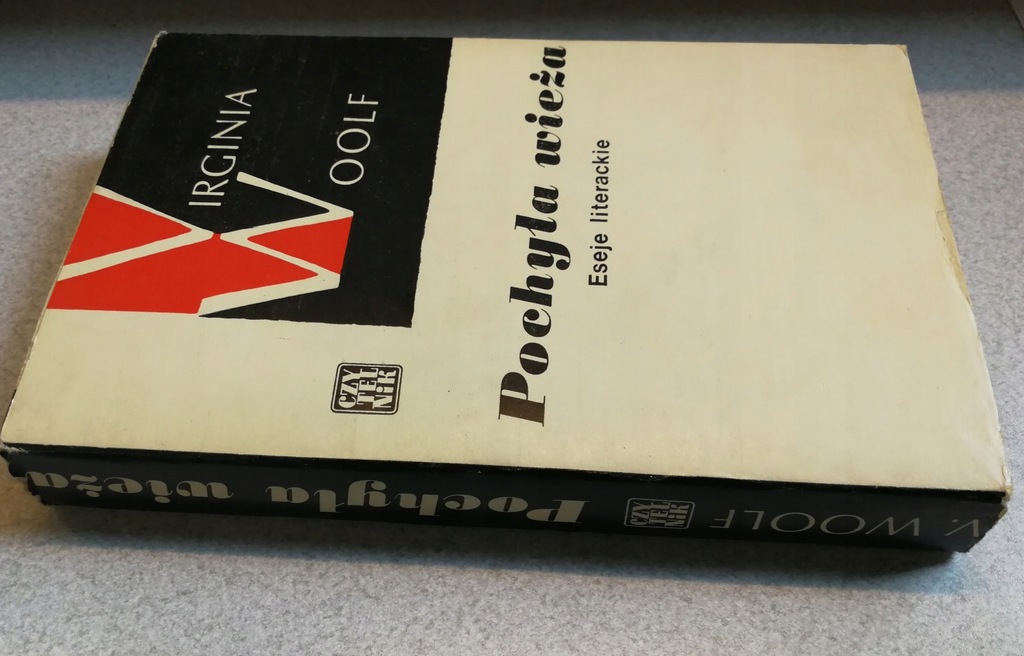 VIRGINIA
WOOLF
Pochyła wieża
Eseje literackie
CZY
TEL
NIK
V. WOOLF
CZY
TEL
NIK
Pochyła wieża